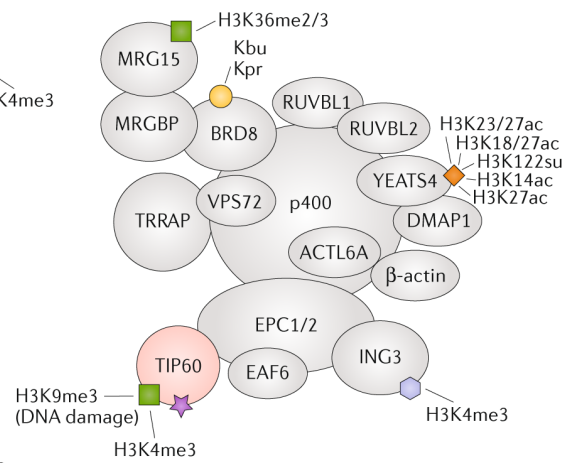 H3K36me2/3
MRG15
Kbu
Kpr
K4me3
RUVBL1
MRGBP
BRD8
RUVBL2
H3K23/27ac
H3K18/27ac
H3K122su
H3K14ac
H3K27ac
YEATS4
VPS72
p400
TRRAP
DMAP1
ACTL6A
β-actin
EPC1/2
TIP60
EAF6
ING3
H3K9me3
(DNA damage)
H3K4me3
H3K4me3